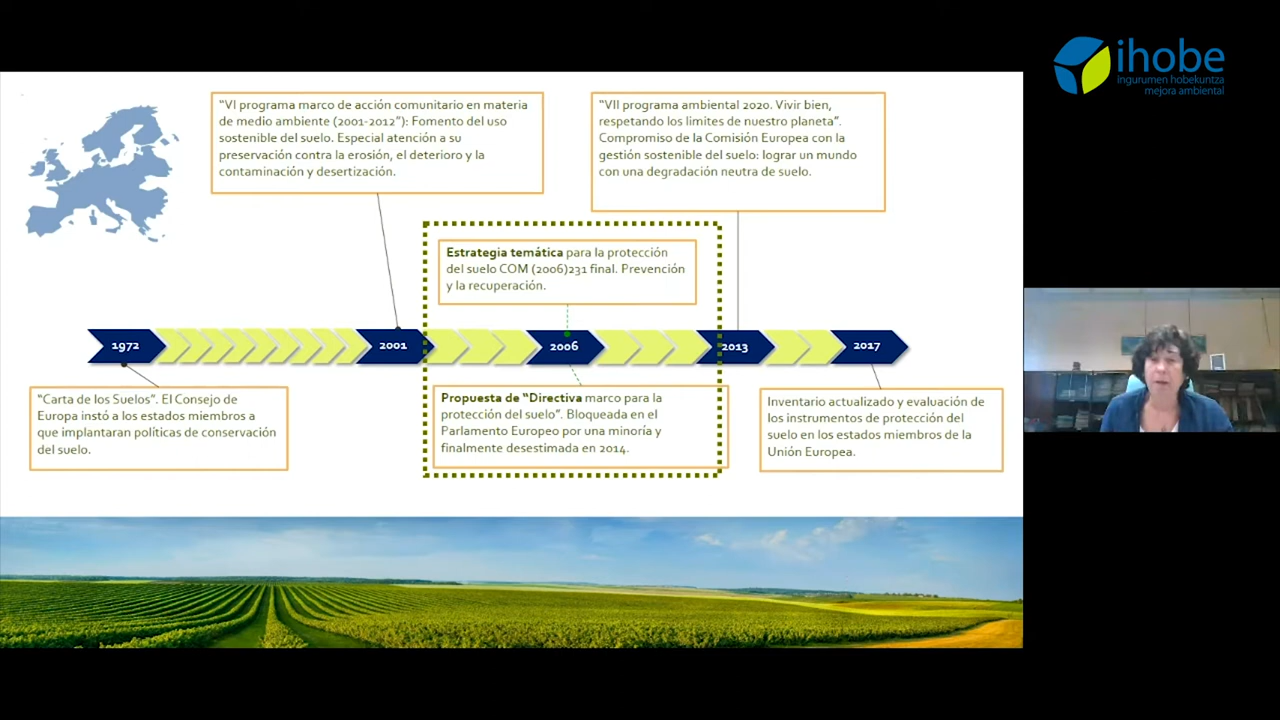 ihobe
ingurumen hobekuntza
mejora ambiental
“VI programa marco de acción comunitario en materia
de medio ambiente (2001-2012”): Fomento del uso
sostenible del suelo. Especial atención a su
preservación contra la erosión, el deterioro y la
contaminación y desertización.
“VII programa ambiental 2020. Vivir bien,
respetando los limites de nuestro planeta”.
Compromiso de la Comisión Europea con la
gestión sostenible del suelo: lograr un mundo
con una degradación neutra de suelo.
Estrategia temática para la protección
del suelo COM (2006)231 final. Prevención
y la recuperación.
1972
2001
2006
2013
2017
“Carta de los Suelos”. El Consejo de
Europa instó a los estados miembros a
que implantaran políticas de conservación
del suelo.
Propuesta de “Directiva marco para la
protección del suelo”. Bloqueada en el
Parlamento Europeo por una minoría y
finalmente desestimada en 2014.
Inventario actualizado y evaluación de
los instrumentos de protección del
suelo en los estados miembros de la
Unión Europea.